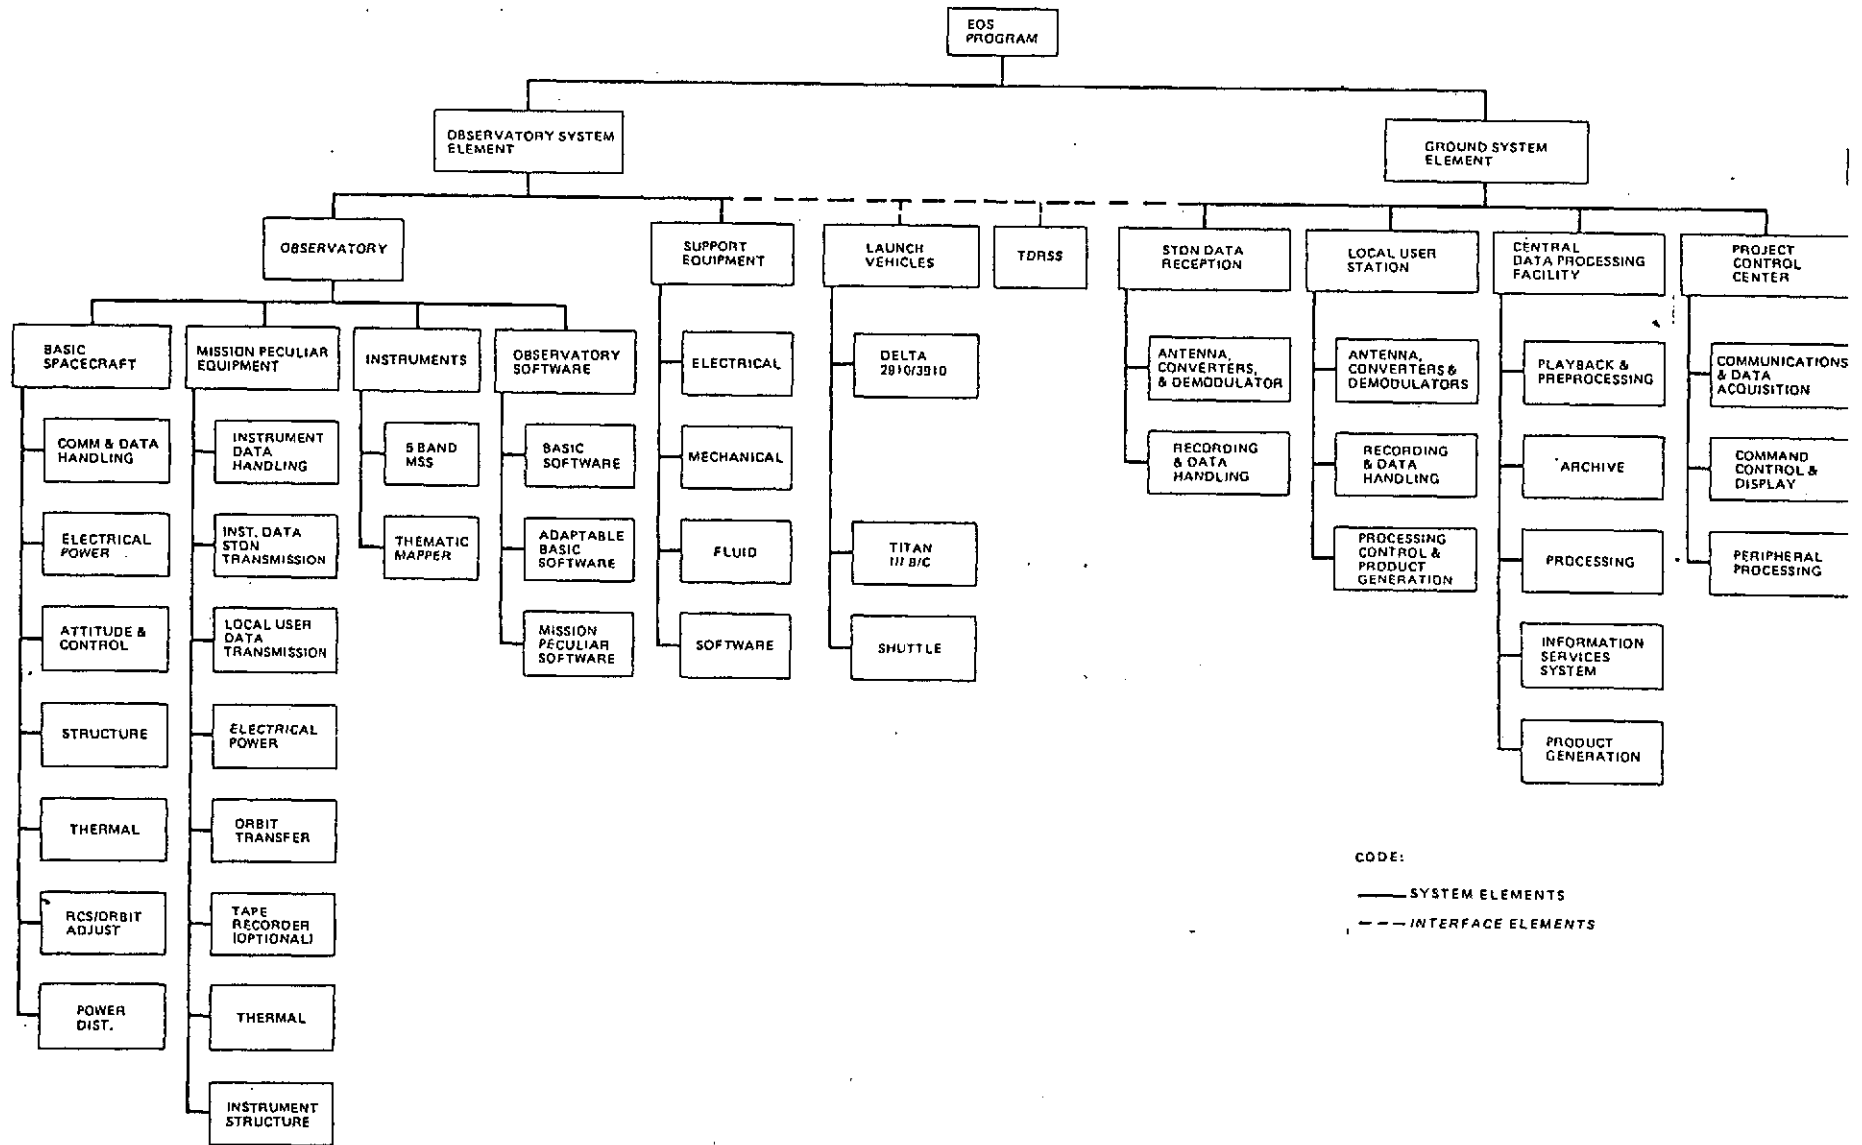 EOS
PROGRAM
OBSERVATORY SYSTEM
ELEMENT
GROUND SYSTEM
ELEMENT
OBSERVATORY
SUPPORT
EQUIPMENT
LAUNCH
VEHICLES
TDRSS
STDN DATA
RECEPTION
LOCAL USER
STATION
CENTRAL
DATA PROCESSING
FACILITY
PROJECT
CONTROL
CENTER
BASIC
SPACECRAFT
MISSION PECULIAR
EQUIPMENT
INSTRUMENTS
OBSERVATORY
SOFTWARE
COMM & DATA
HANDLING
ELECTRICAL
POWER
ATTITUDE &
CONTROL
STRUCTURE
THERMAL
RCS/ORBIT
ADJUST
POWER
DIST.
INSTRUMENT
DATA
HANDLING
INST. DATA
STDN
TRANSMISSION
LOCAL USER
DATA
TRANSMISSION
ELECTRICAL
POWER
ORBIT
TRANSFER
TAPE
RECORDER
(OPTIONAL)
THERMAL
INSTRUMENT
STRUCTURE
5 BAND
MSS
THEMATIC
MAPPER
BASIC
SOFTWARE
ADAPTABLE
BASIC
SOFTWARE
MISSION
PECULIAR
SOFTWARE
ELECTRICAL
MECHANICAL
FLUID
SOFTWARE
DELTA
2910/3910
TITAN
III B/C
SHUTTLE
ANTENNA,
CONVERTERS,
& DEMODULATOR
RECORDING
& DATA
HANDLING
ANTENNA,
CONVERTERS &
DEMODULATORS
RECORDING
& DATA
HANDLING
PROCESSING
CONTROL &
PRODUCT
GENERATION
PLAYBACK &
PREPROCESSING
ARCHIVE
PROCESSING
INFORMATION
SERVICES
SYSTEM
PRODUCT
GENERATION
COMMUNICATIONS
& DATA
ACQUISITION
COMMAND
CONTROL &
DISPLAY
PERIPHERAL
PROCESSING
CODE:
SYSTEM ELEMENTS
INTERFACE ELEMENTS